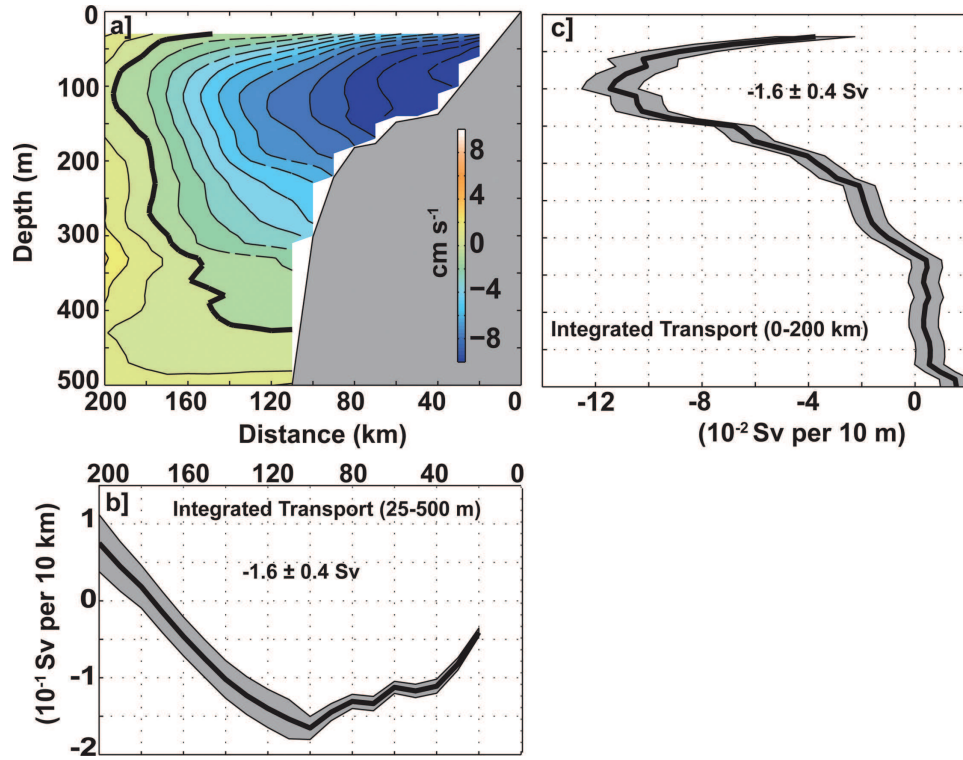 a]
0
100
200
300
400
500
Depth (m)
200 160 120 80 40 0
Distance (km)
8
4
0
−4
−8
cm s⁻¹
c]
-1.6 ± 0.4 Sv
Integrated Transport (0-200 km)
-12 -8 -4 0
(10⁻² Sv per 10 m)
200 160 120 80 40 0
b]
Integrated Transport (25-500 m)
-1.6 ± 0.4 Sv
1
0
-1
-2
(10⁻¹ Sv per 10 km)